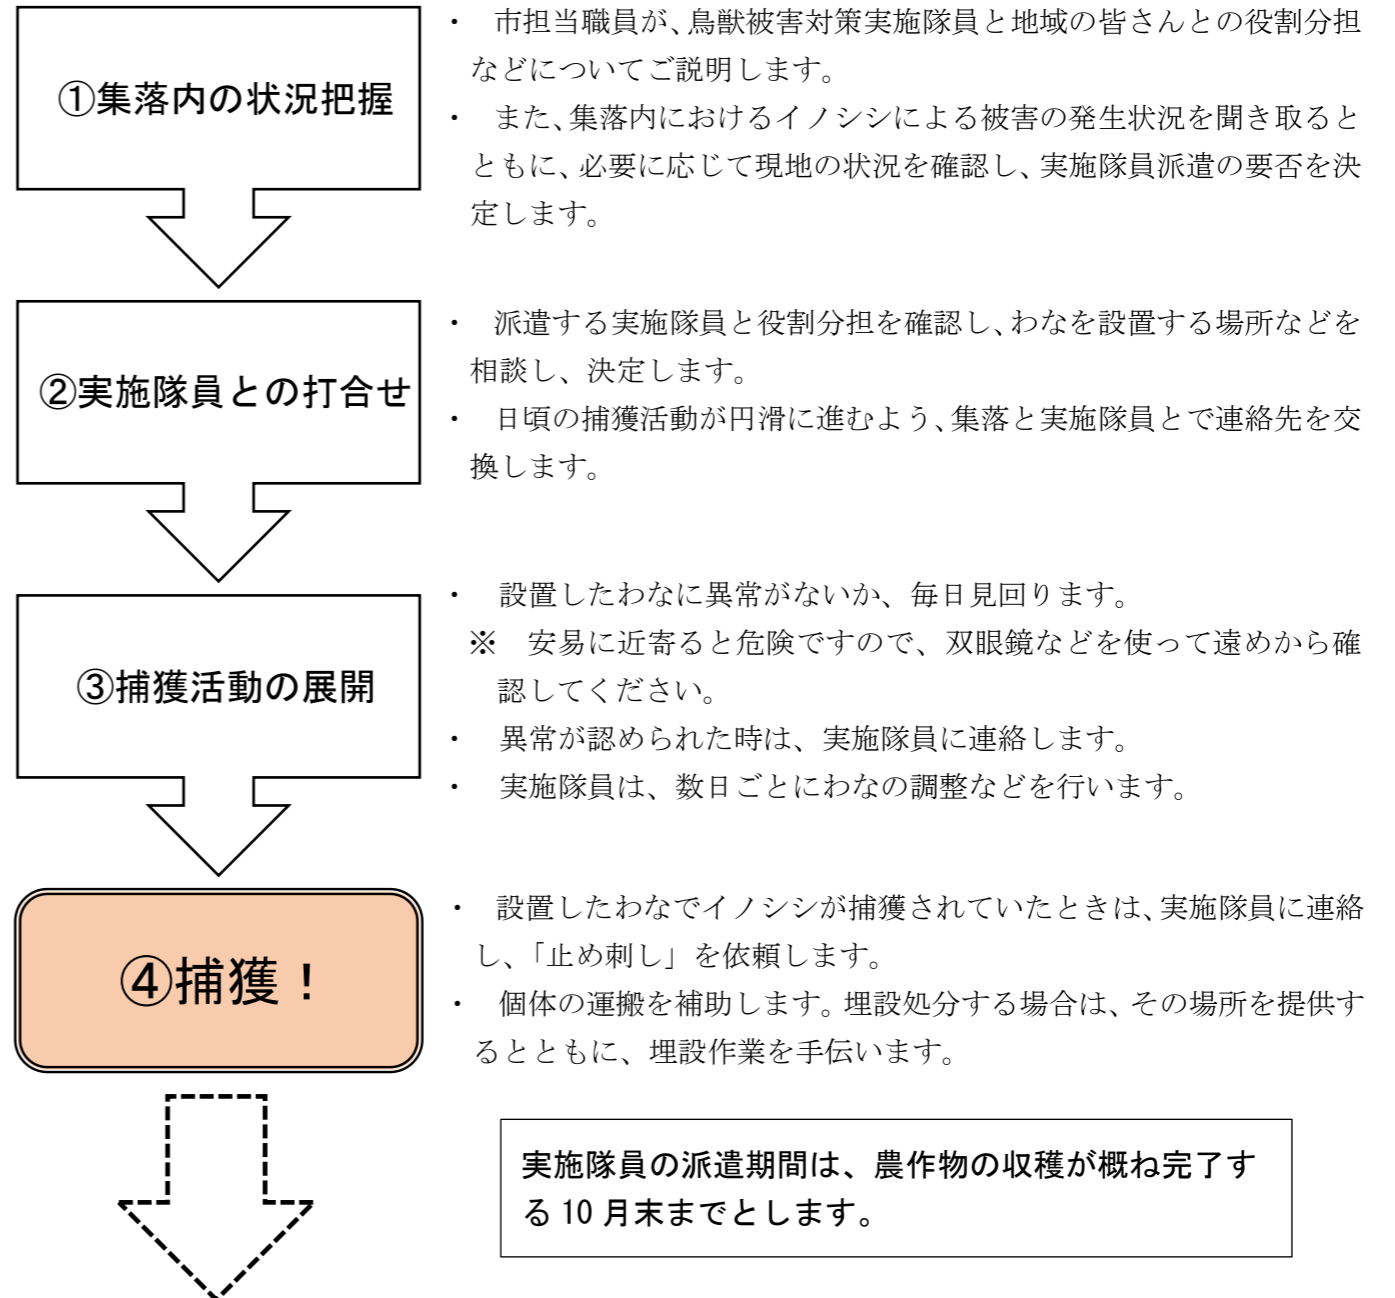 ①集落内の状況把握
・　市担当職員が、鳥獣被害対策実施隊員と地域の皆さんとの役割分担
などについてご説明します。
・　また、集落内におけるイノシシによる被害の発生状況を聞き取ると
ともに、必要に応じて現地の状況を確認し、実施隊員派遣の要否を決
定します。
②実施隊員との打合せ
・　派遣する実施隊員と役割分担を確認し、わなを設置する場所などを
相談し、決定します。
・　日頃の捕獲活動が円滑に進むよう、集落と実施隊員とで連絡先を交
換します。
③捕獲活動の展開
・　設置したわなに異常がないか、毎日見回ります。
※　安易に近寄ると危険ですので、双眼鏡などを使って遠めから確
認してください。
・　異常が認められた時は、実施隊員に連絡します。
・　実施隊員は、数日ごとにわなの調整などを行います。
④捕獲！
・　設置したわなでイノシシが捕獲されていたときは、実施隊員に連絡
し、「止め刺し」を依頼します。
・　個体の運搬を補助します。埋設処分する場合は、その場所を提供す
るとともに、埋設作業を手伝います。
実施隊員の派遣期間は、農作物の収穫が概ね完了す
る 10 月末までとします。